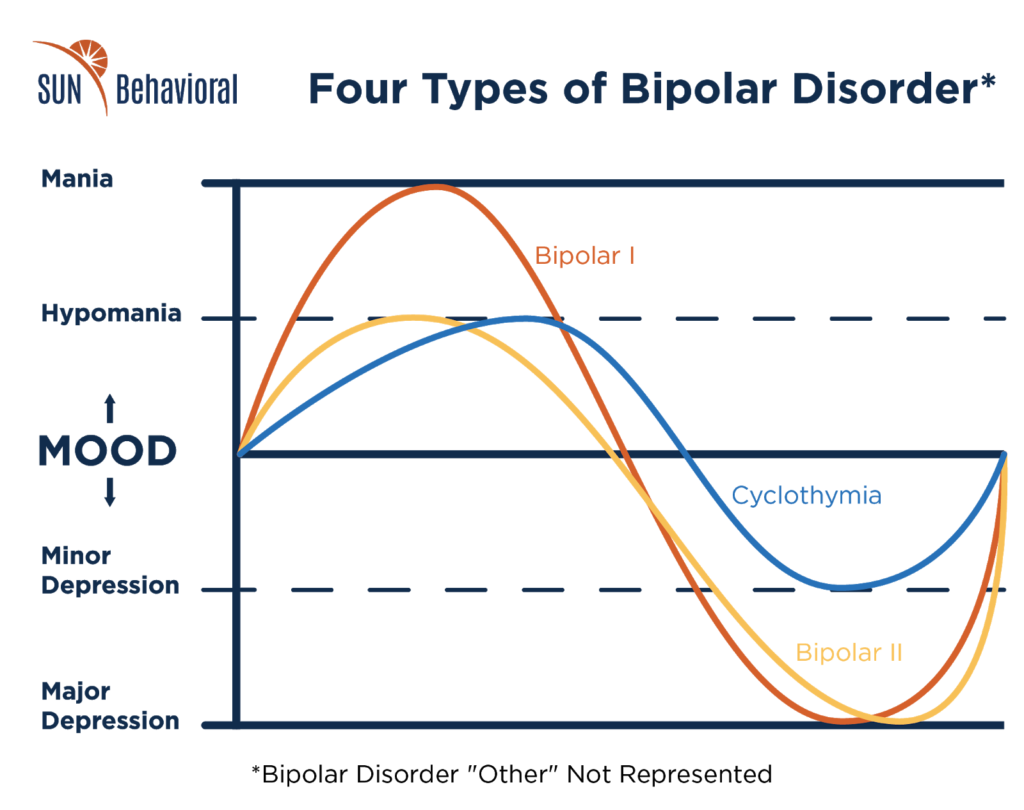 SUN Behavioral
Four Types of Bipolar Disorder*
Mania
Bipolar I
Hypomania
MOOD
Cyclothymia
Minor
Depression
Bipolar II
Major
Depression
*Bipolar Disorder "Other" Not Represented